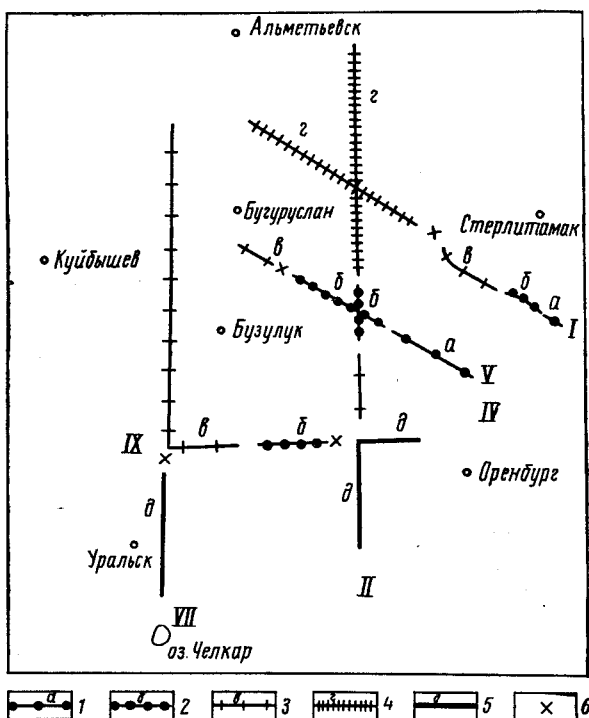 Альметьевск
г
г
Бугуруслан
Стерлитамак
в
в
Куйбышев
б
б
б
а
Бузулук
I
а
V
IV
IX
в
б
д
д
д
Оренбург
Уральск
VII
II
оз. Челкар
а 1 б 2 в 3 г 4 д 5 6